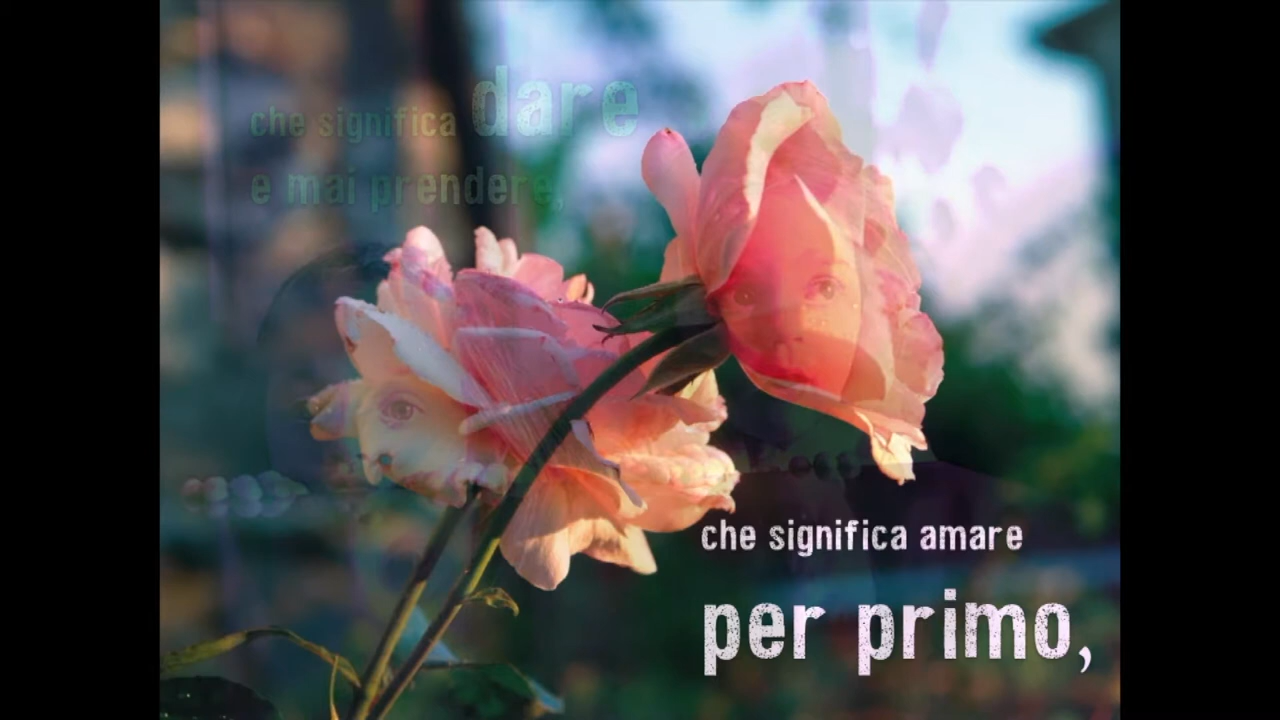 che significa dare
e mai prendere,
che significa amare
per primo,